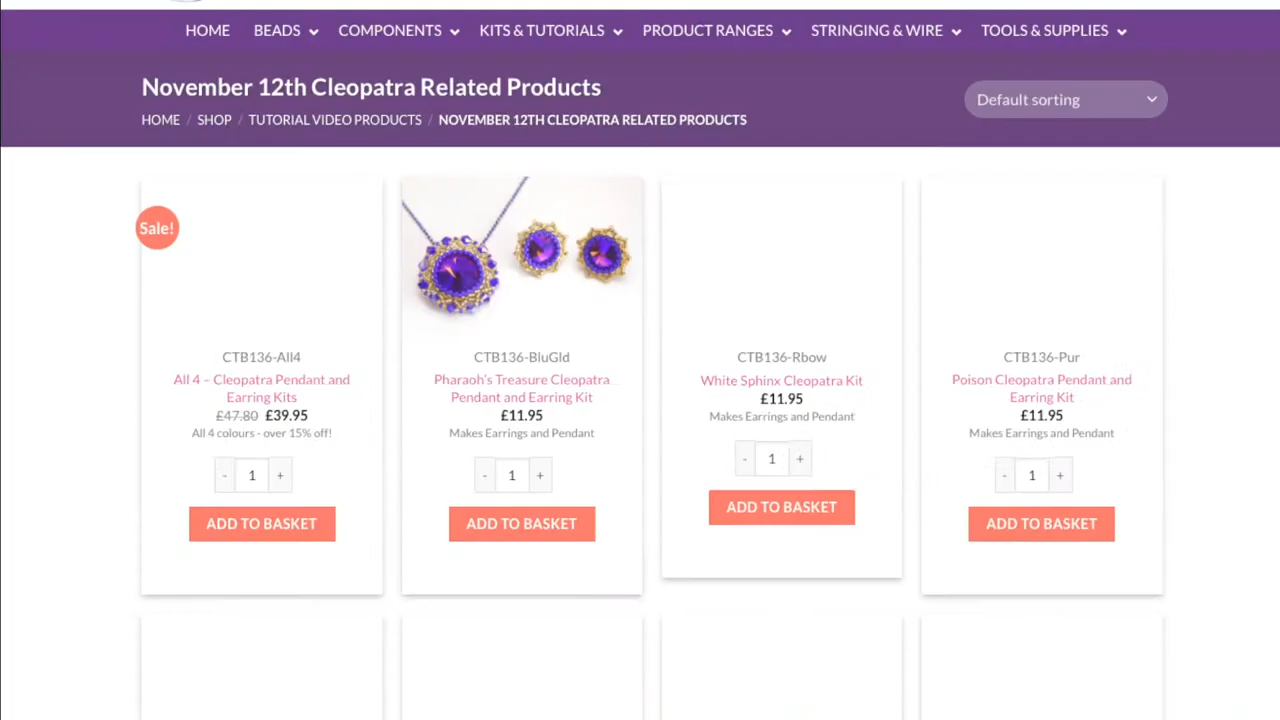 HOME BEADS COMPONENTS KITS & TUTORIALS PRODUCT RANGES STRINGING & WIRE TOOLS & SUPPLIES
November 12th Cleopatra Related Products
Default sorting
HOME / SHOP / TUTORIAL VIDEO PRODUCTS / NOVEMBER 12TH CLEOPATRA RELATED PRODUCTS
Sale!
CTB136-All4
All 4 – Cleopatra Pendant and
Earring Kits
£47.80 £39.95
All 4 colours - over 15% off!
- 1 +
ADD TO BASKET
CTB136-BluGld
Pharaoh's Treasure Cleopatra
Pendant and Earring Kit
£11.95
Makes Earrings and Pendant
- 1 +
ADD TO BASKET
CTB136-Rbow
White Sphinx Cleopatra Kit
£11.95
Makes Earrings and Pendant
- 1 +
ADD TO BASKET
CTB136-Pur
Poison Cleopatra Pendant and
Earring Kit
£11.95
Makes Earrings and Pendant
- 1 +
ADD TO BASKET